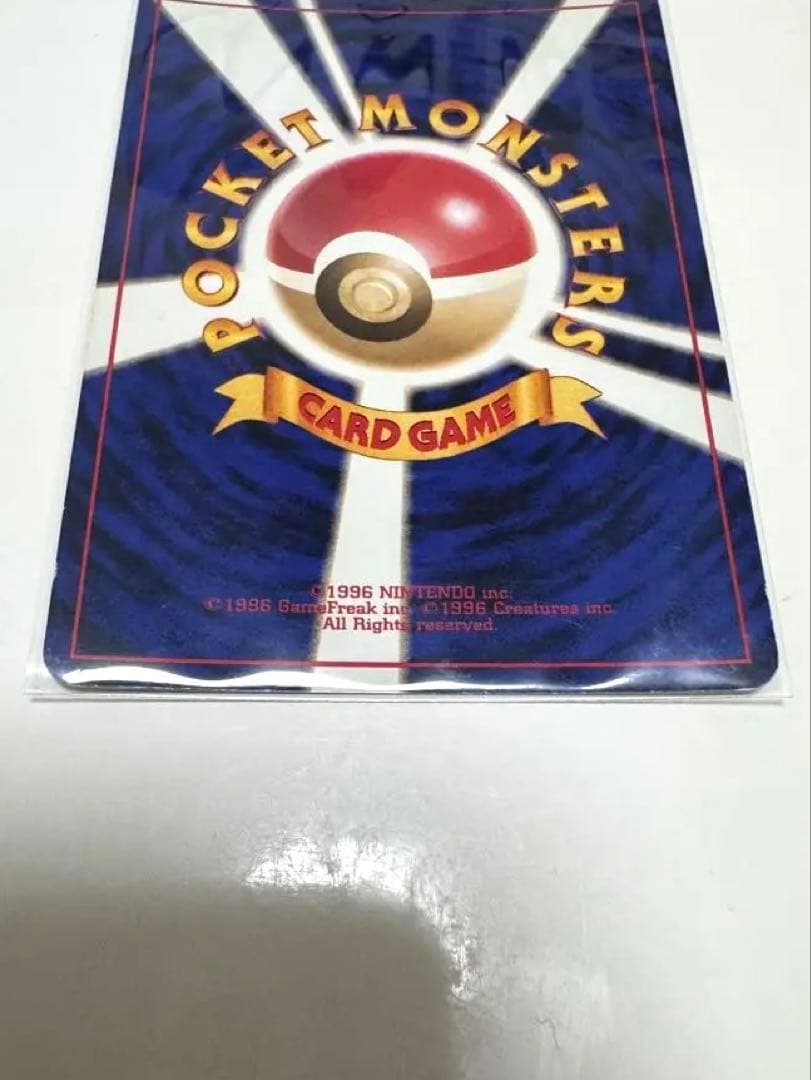 POCKET MONSTERS
CARD GAME
©1996 NINTENDO inc.
©1996 GameFreak inc. ©1996 Creatures inc.
All Rights reserved.